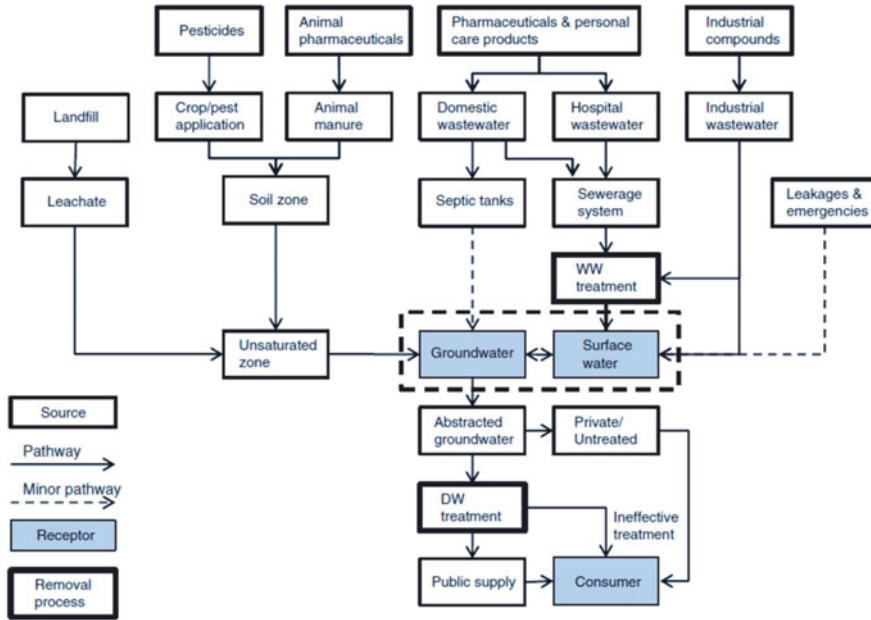 Pesticides
Animal
pharmaceuticals
Pharmaceuticals & personal
care products
Industrial
compounds
Landfill
Crop/pest
application
Animal
manure
Domestic
wastewater
Hospital
wastewater
Industrial
wastewater
Leachate
Soil zone
Septic tanks
Sewerage
system
Leakages &
emergencies
WW
treatment
Unsaturated
zone
Groundwater
Surface
water
Source
Abstracted
groundwater
Private/
Untreated
Pathway
Minor pathway
DW
treatment
Ineffective
treatment
Receptor
Public supply
Consumer
Removal
process